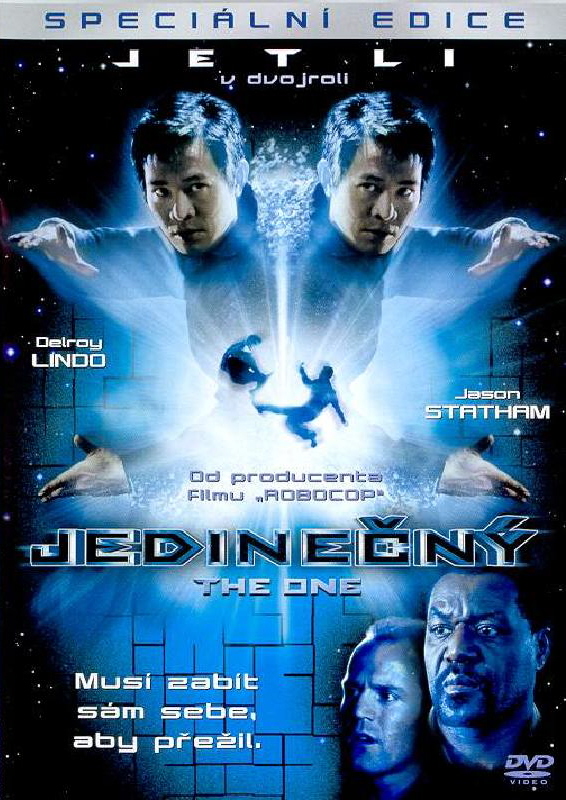 SPECIÁLNÍ EDICE
JET LI
v dvojroli
Delroy
LINDO
Jason
STATHAM
Od producenta
Filmu „ROBOCOP“
JEDINEČNÝ
THE ONE
Musí zabít
sám sebe,
aby přežil.
DVD
VIDEO